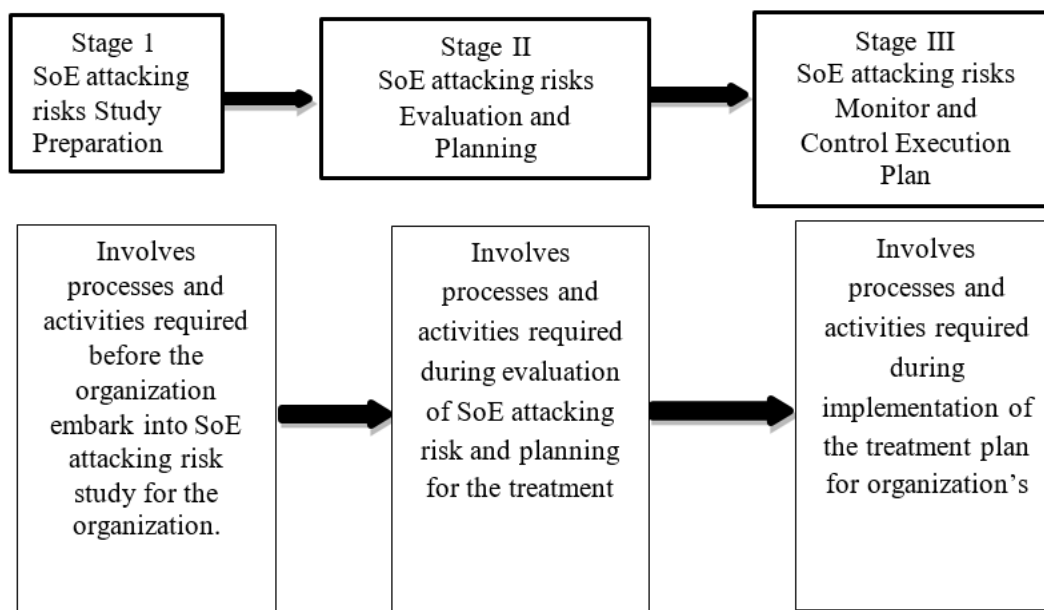 Stage 1
SoE attacking
risks Study
Preparation
Stage II
SoE attacking risks
Evaluation and
Planning
Stage III
SoE attacking risks
Monitor and
Control Execution
Plan
Involves
processes and
activities required
before the
organization
embark into SoE
attacking risk
study for the
organization.
Involves
processes and
activities required
during evaluation
of SoE attacking
risk and planning
for the treatment
Involves
processes and
activities required
during
implementation of
the treatment plan
for organization’s